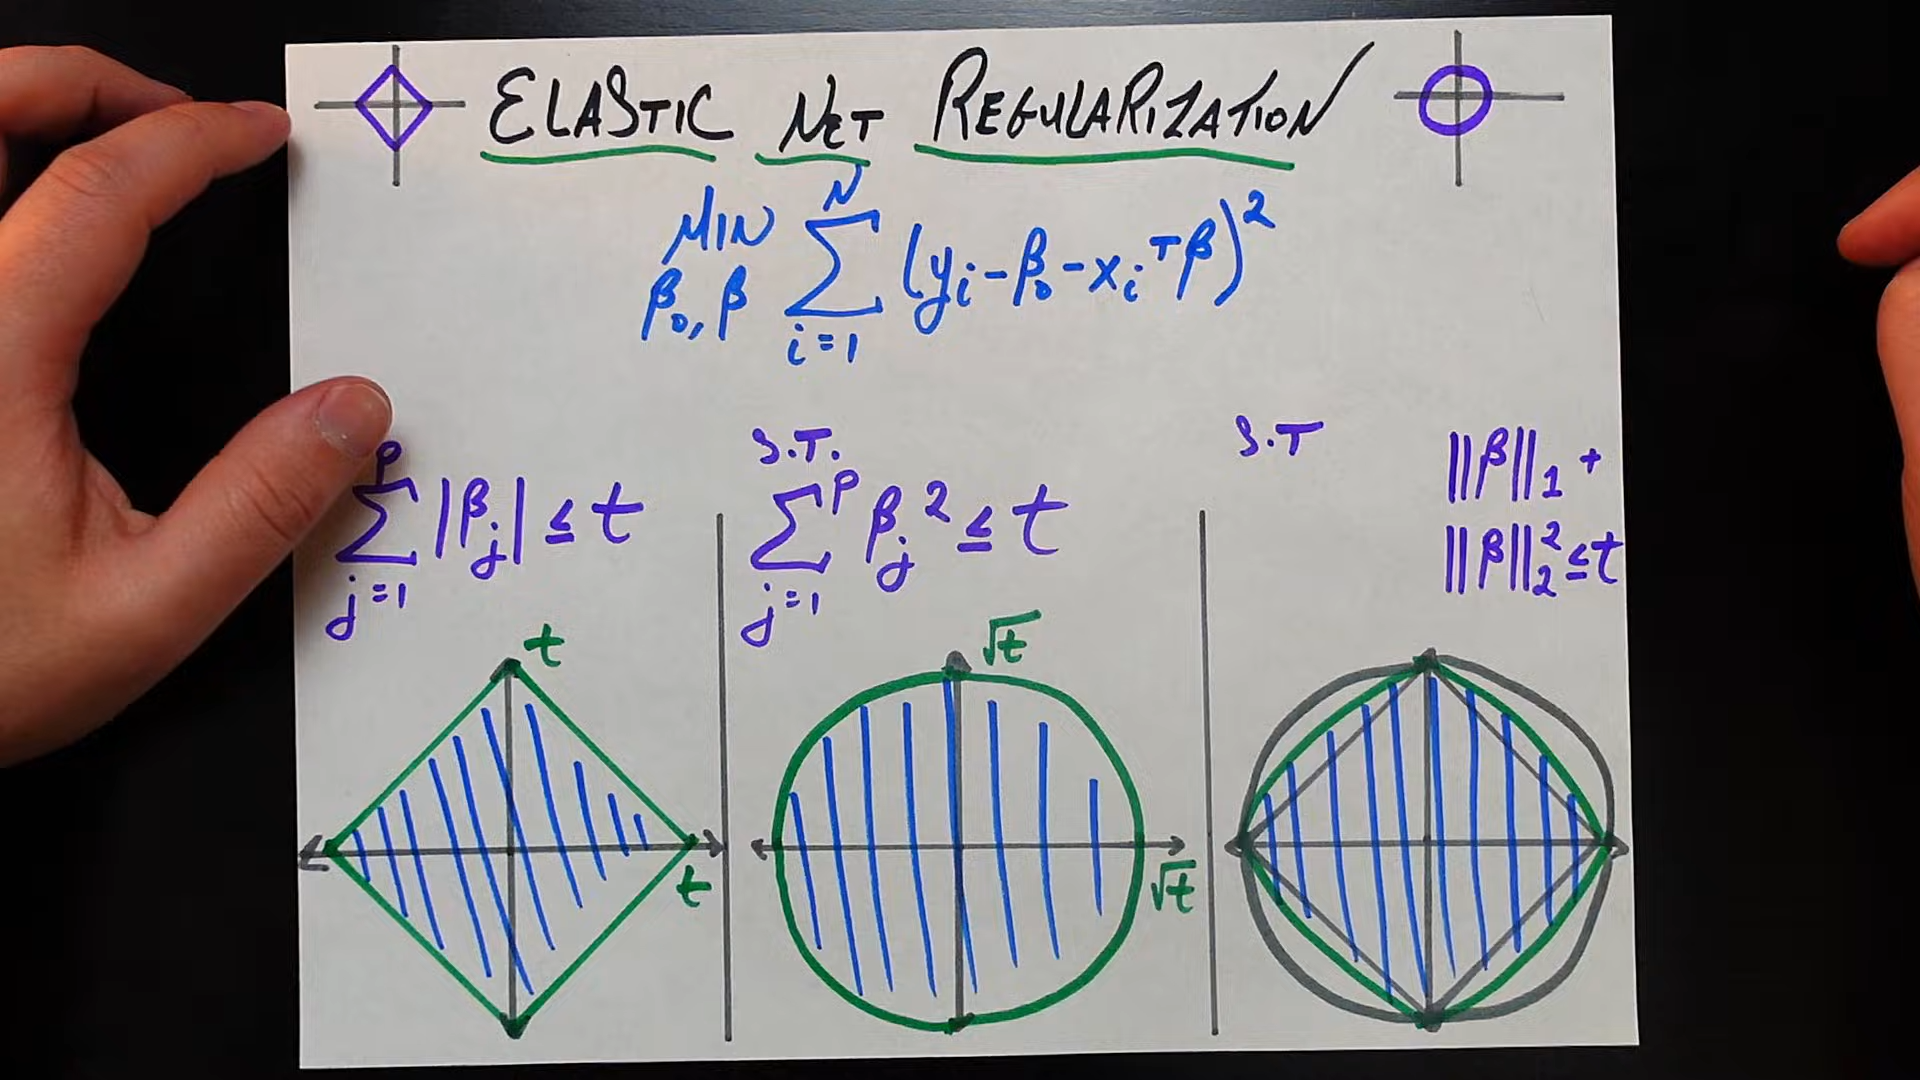 ELASTIC NET REGULARIZATION
MIN β₀, β N Σ i=1 (yi - β₀ - xiᵀβ)²
P Σ j=1 |βj| ≤ t
S.T.
P Σ j=1 βj² ≤ t
S.T
||β||₁ +
||β||₂² ≤ t
t
t
√t
√t